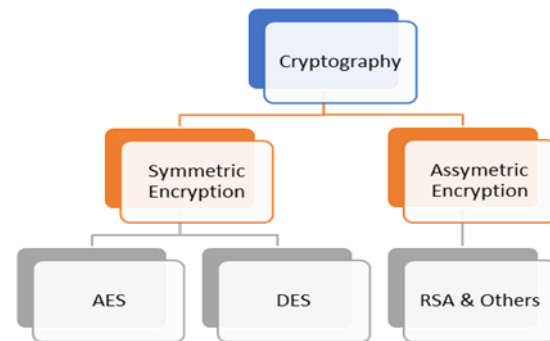 Cryptography
Symmetric
Encryption
Assymetric
Encryption
AES
DES
RSA & Others